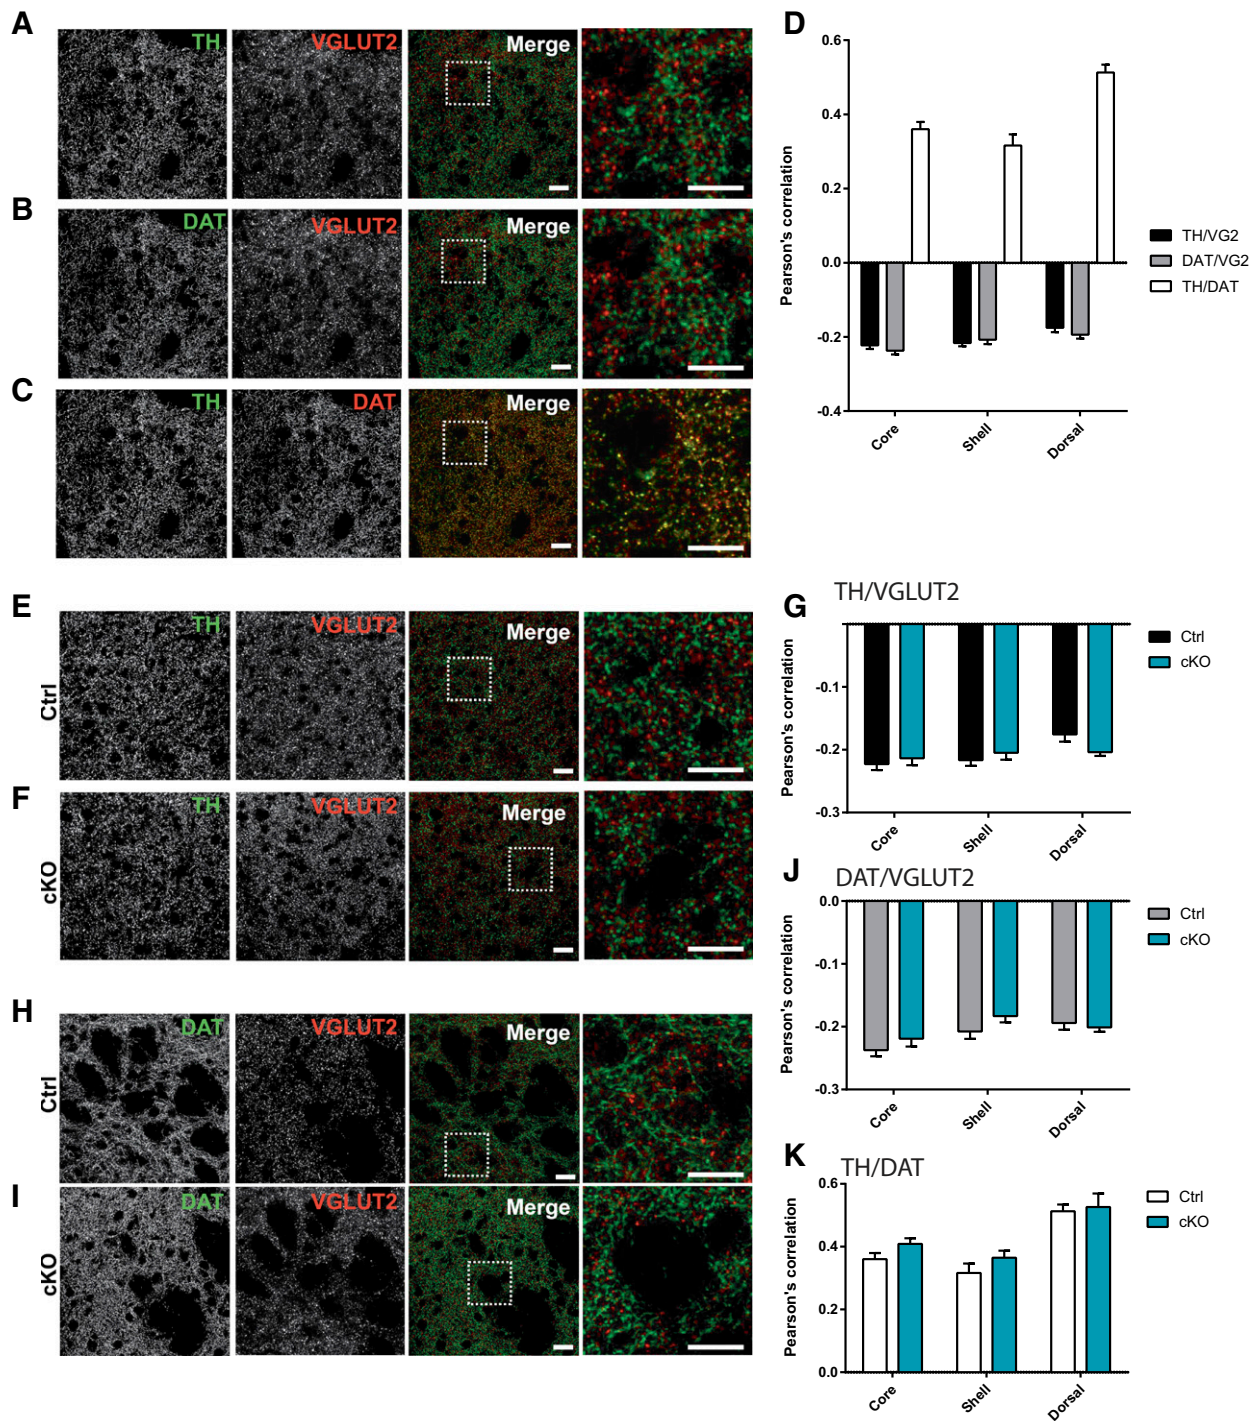 A
TH
VGLUT2
Merge
B
DAT
VGLUT2
Merge
C
TH
DAT
Merge
D
0.6
0.4
0.2
0.0
-0.2
-0.4
Pearson's correlation
Core
Shell
Dorsal
TH/VG2
DAT/VG2
TH/DAT
E
Ctrl
TH
VGLUT2
Merge
F
cKO
TH
VGLUT2
Merge
G
TH/VGLUT2
-0.1
-0.2
-0.3
Pearson's correlation
Core
Shell
Dorsal
Ctrl
cKO
H
Ctrl
DAT
VGLUT2
Merge
I
cKO
DAT
VGLUT2
Merge
J
DAT/VGLUT2
0.0
-0.1
-0.2
-0.3
Pearson's correlation
Core
Shell
Dorsal
Ctrl
cKO
K
TH/DAT
0.6
0.4
0.2
0.0
Pearson's correlation
Core
Shell
Dorsal
Ctrl
cKO